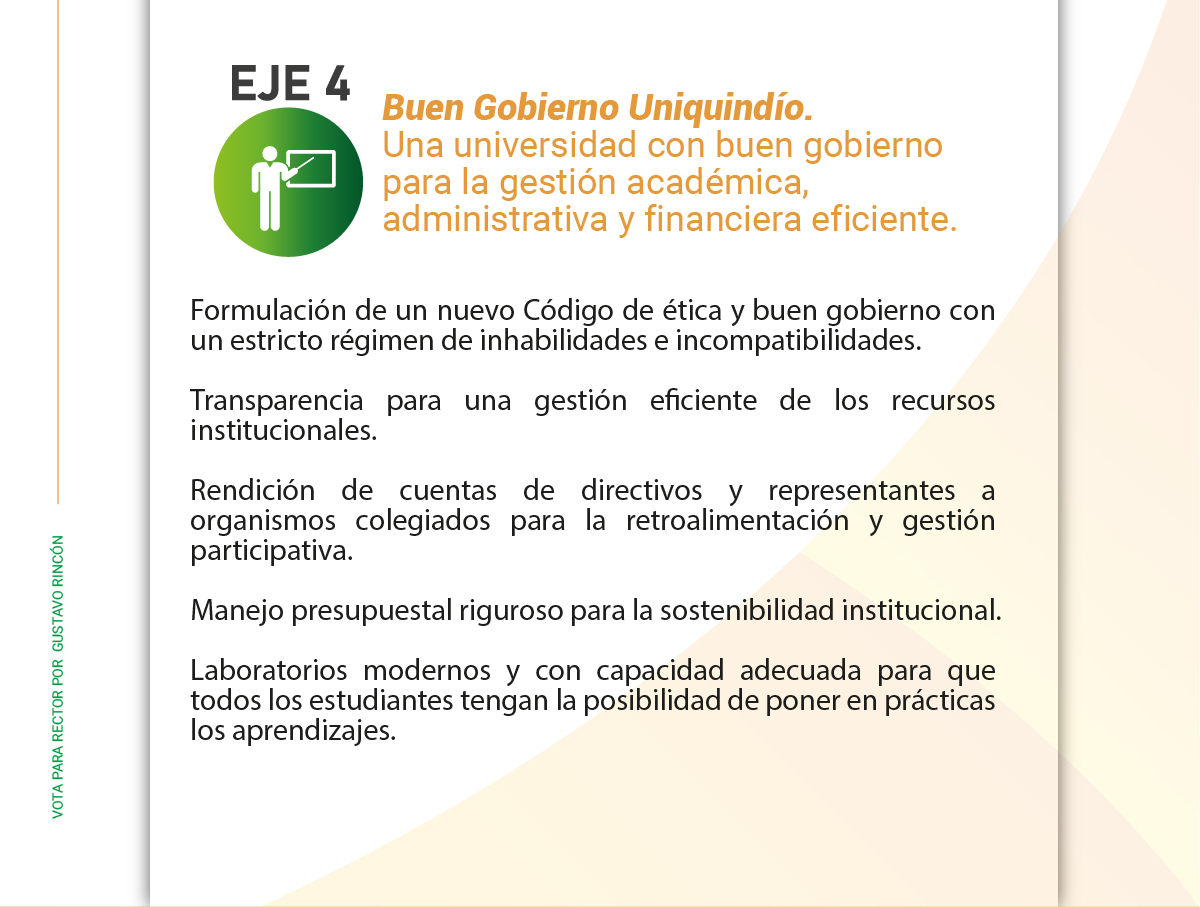 EJE 4
Buen Gobierno Uniquindío.
Una universidad con buen gobierno
para la gestión académica,
administrativa y financiera eficiente.
Formulación de un nuevo Código de ética y buen gobierno con
un estricto régimen de inhabilidades e incompatibilidades.
Transparencia para una gestión eficiente de los recursos
institucionales.
Rendición de cuentas de directivos y representantes a
organismos colegiados para la retroalimentación y gestión
participativa.
Manejo presupuestal riguroso para la sostenibilidad institucional.
Laboratorios modernos y con capacidad adecuada para que
todos los estudiantes tengan la posibilidad de poner en prácticas
los aprendizajes.
VOTA PARA RECTOR POR GUSTAVO RINCÓN